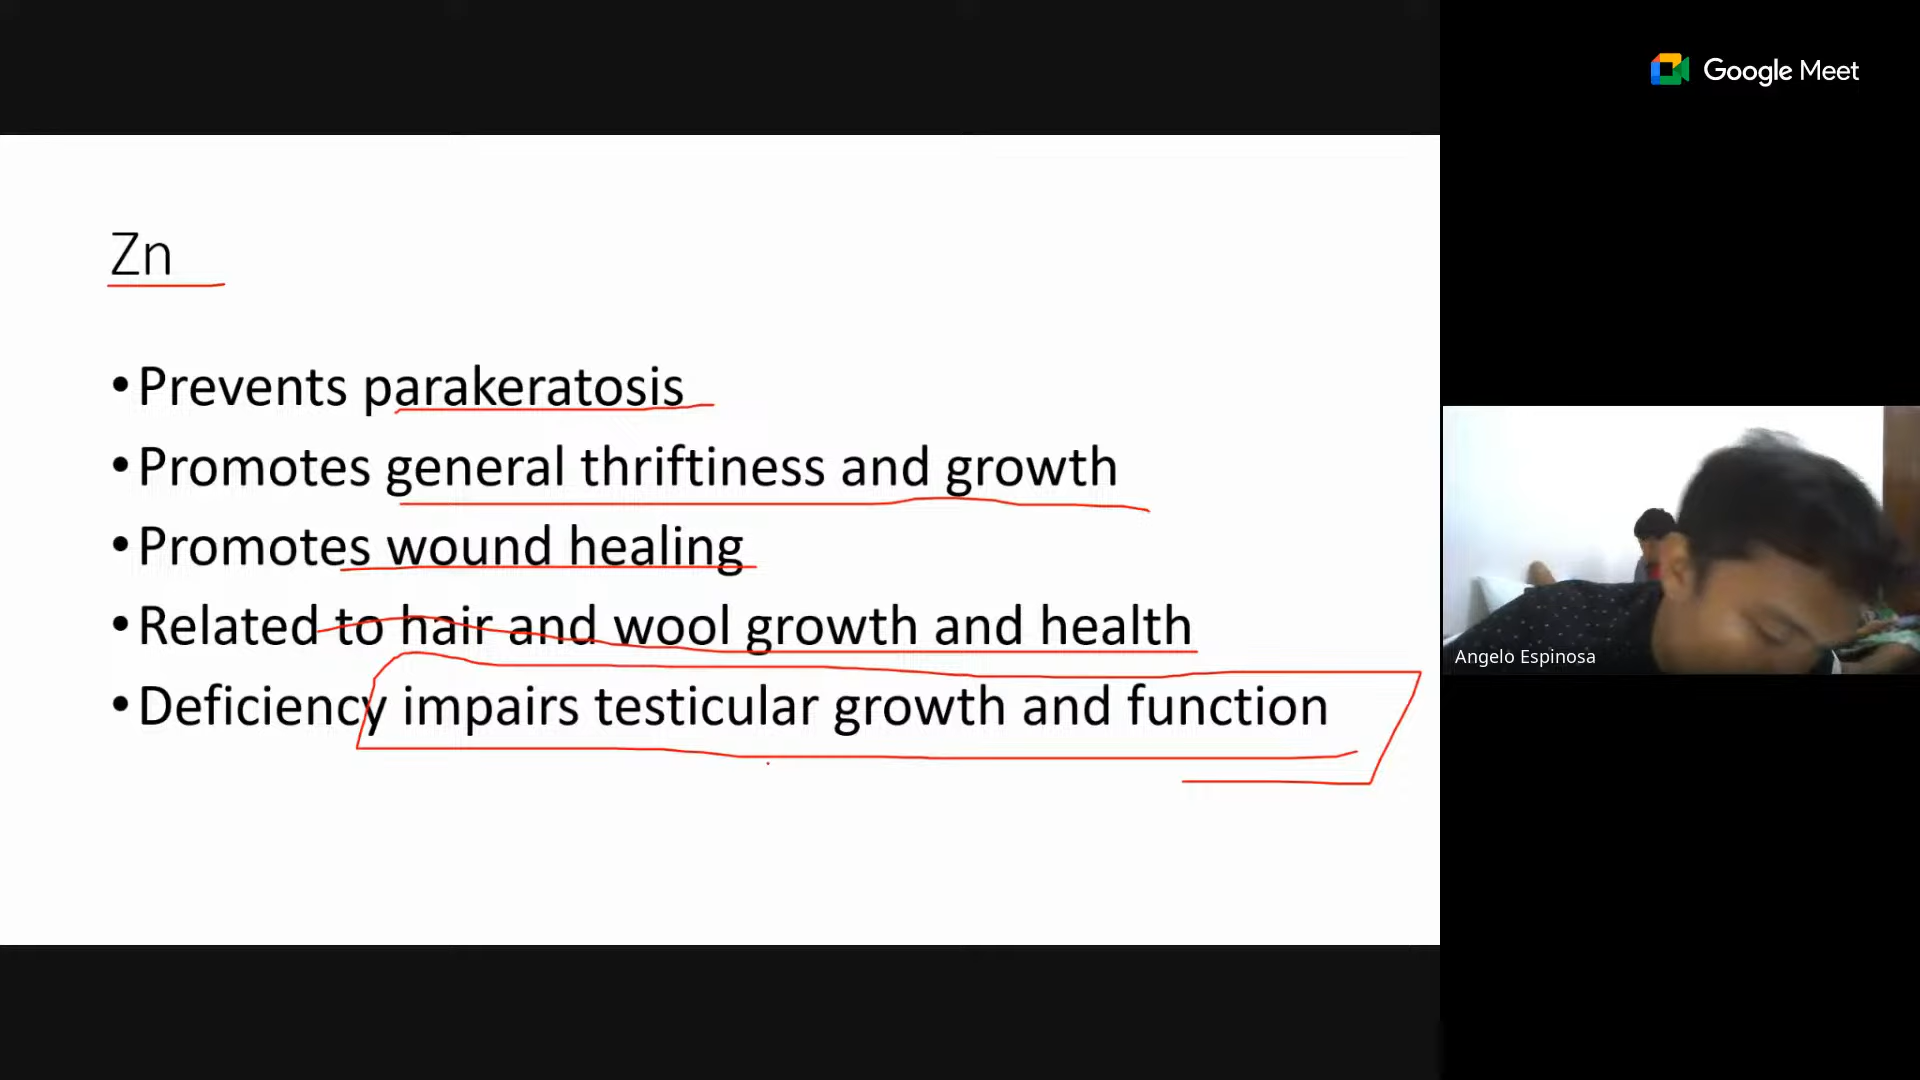 Google Meet
Zn
•Prevents parakeratosis
•Promotes general thriftiness and growth
•Promotes wound healing
•Related to hair and wool growth and health
•Deficiency impairs testicular growth and function
Angelo Espinosa